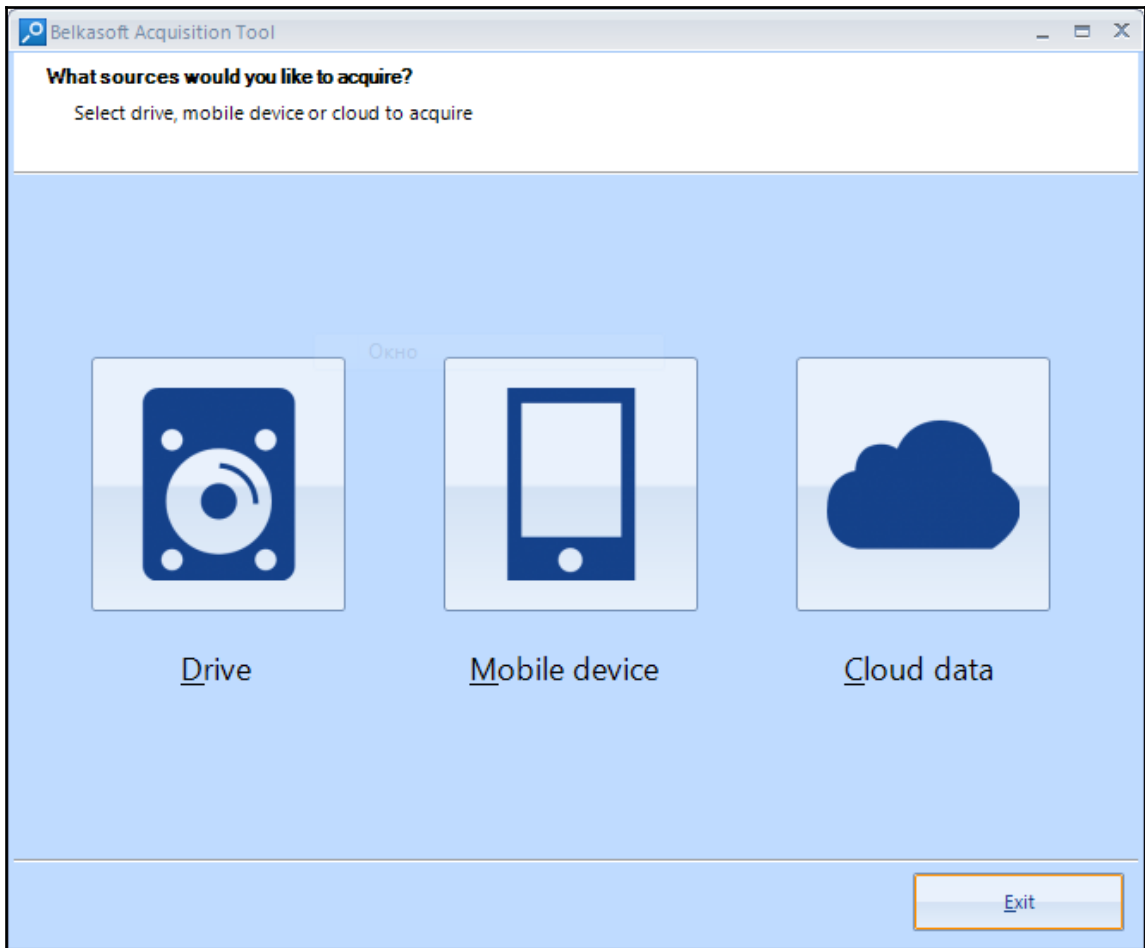 Belkasoft Acquisition Tool
What sources would you like to acquire?
Select drive, mobile device or cloud to acquire
Окно
Drive
Mobile device
Cloud data
Exit